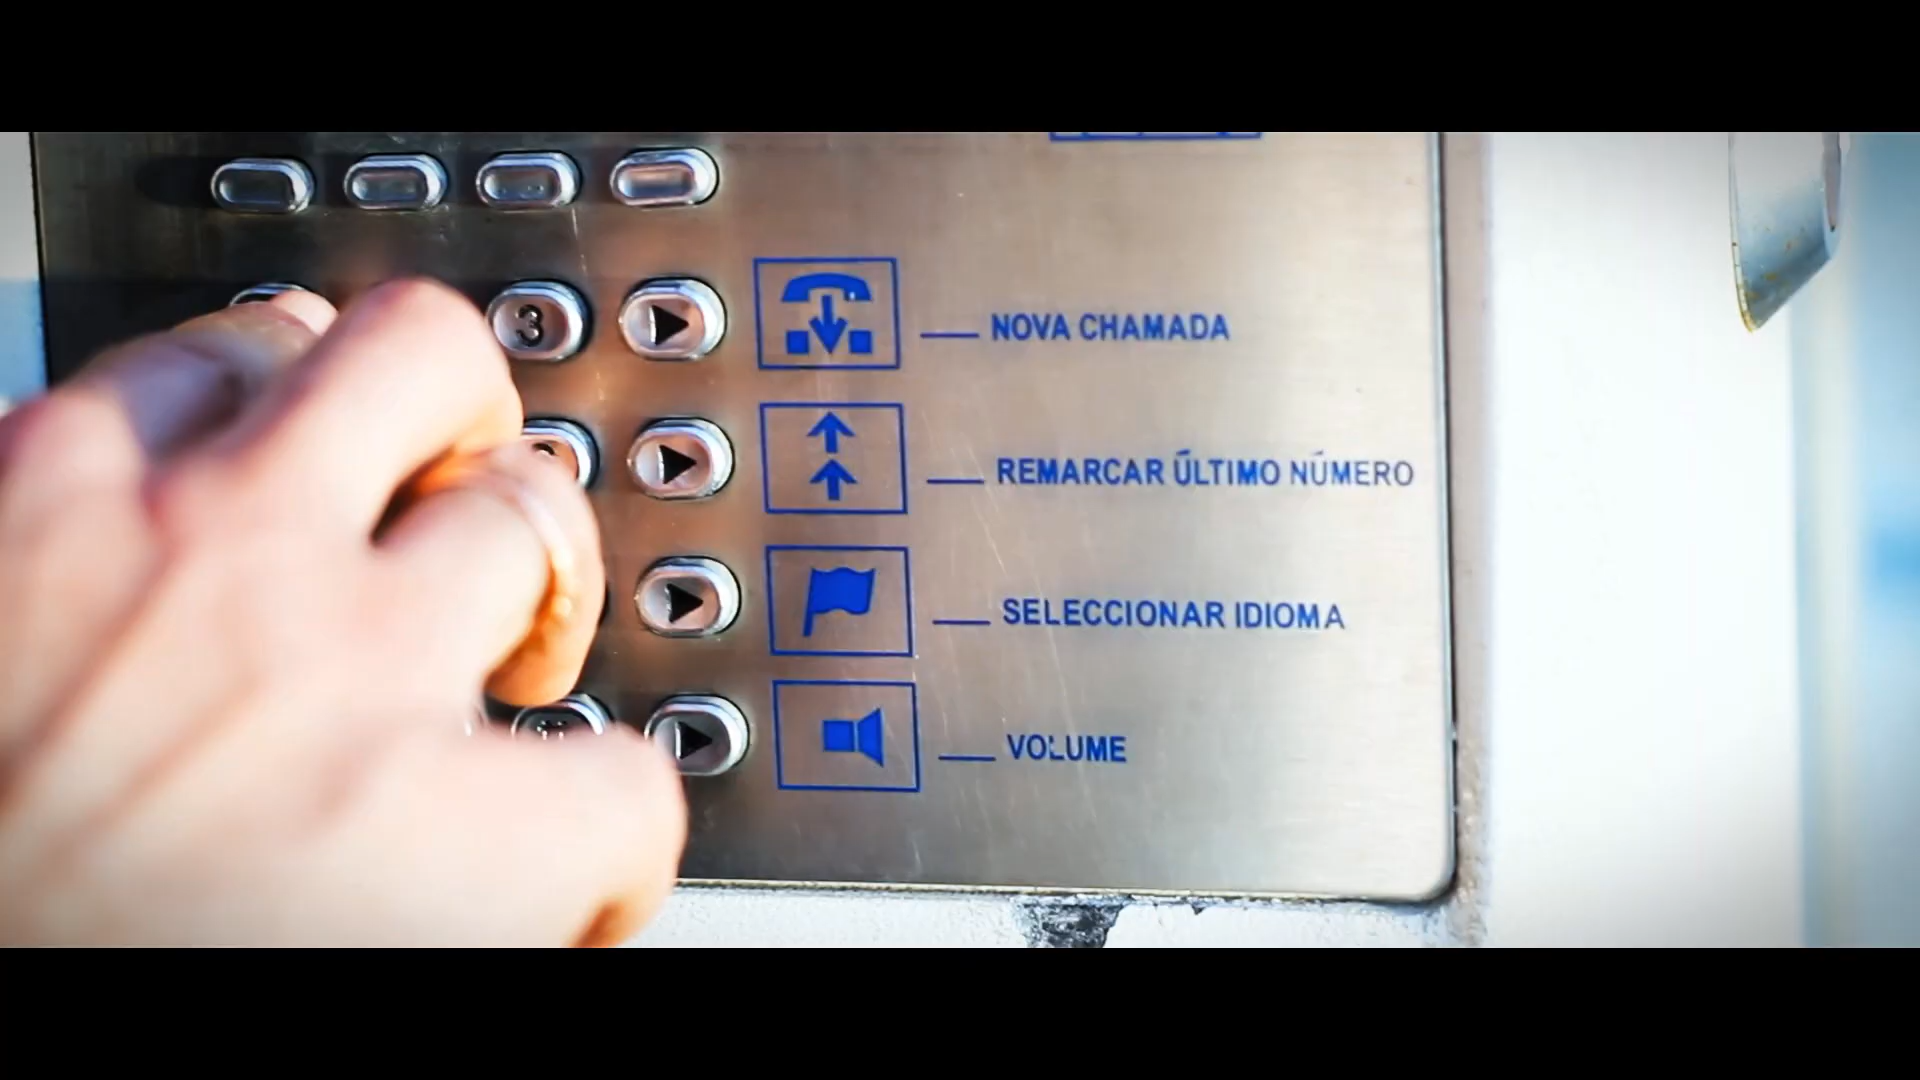 3
NOVA CHAMADA
REMARCAR ÚLTIMO NÚMERO
SELECCIONAR IDIOMA
VOLUME